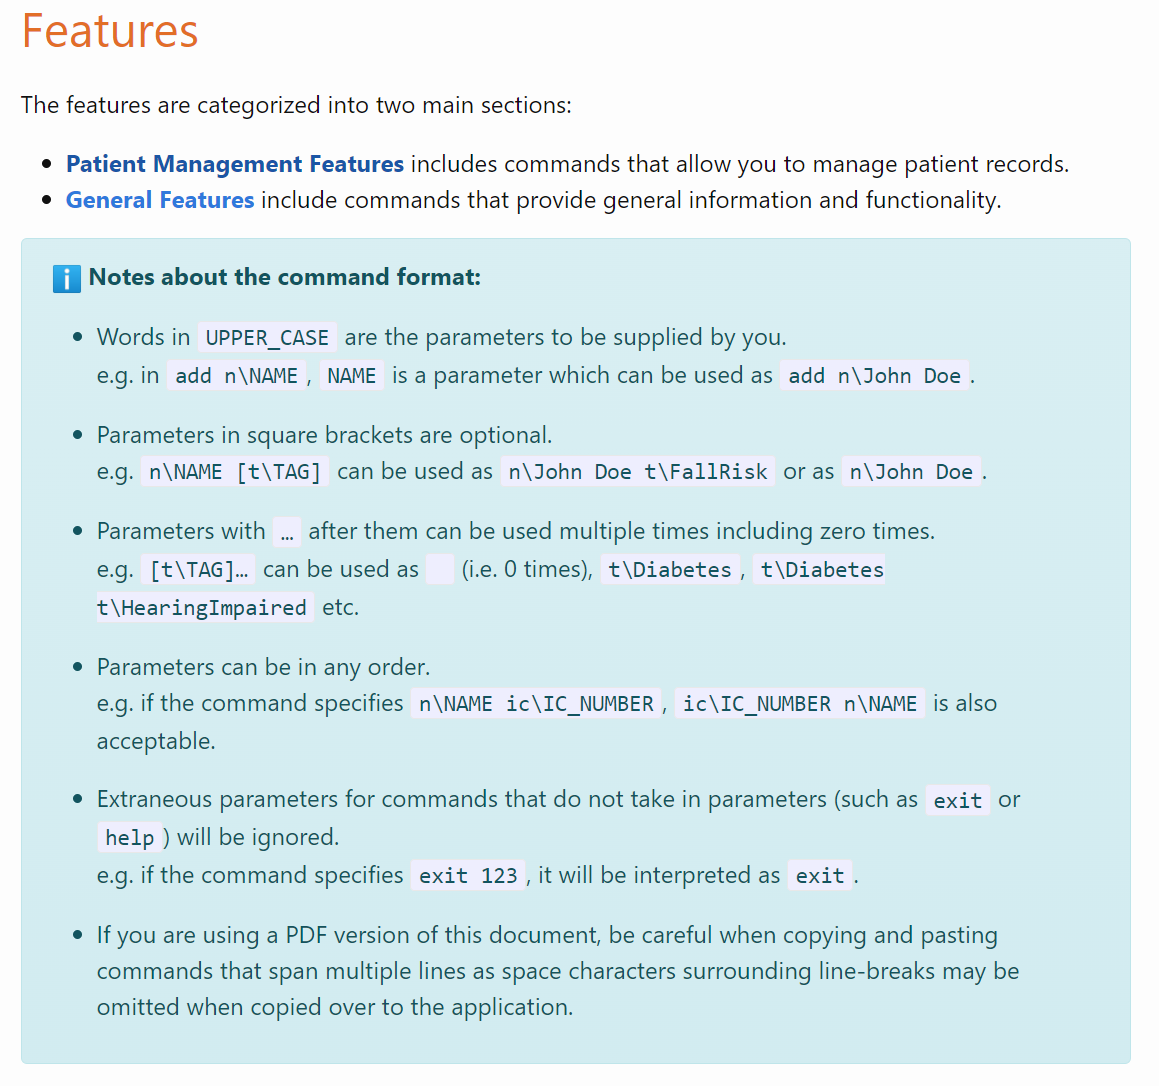 Features
The features are categorized into two main sections:
Patient Management Features includes commands that allow you to manage patient records.
General Features include commands that provide general information and functionality.
Notes about the command format:
Words in UPPER_CASE are the parameters to be supplied by you.
e.g. in add n\NAME, NAME is a parameter which can be used as add n\John Doe.
Parameters in square brackets are optional.
e.g. n\NAME [t\TAG] can be used as n\John Doe t\FallRisk or as n\John Doe.
Parameters with … after them can be used multiple times including zero times.
e.g. [t\TAG]… can be used as   (i.e. 0 times), t\Diabetes, t\Diabetes
t\HearingImpaired etc.
Parameters can be in any order.
e.g. if the command specifies n\NAME ic\IC_NUMBER, ic\IC_NUMBER n\NAME is also
acceptable.
Extraneous parameters for commands that do not take in parameters (such as exit or
help) will be ignored.
e.g. if the command specifies exit 123, it will be interpreted as exit.
If you are using a PDF version of this document, be careful when copying and pasting
commands that span multiple lines as space characters surrounding line-breaks may be
omitted when copied over to the application.